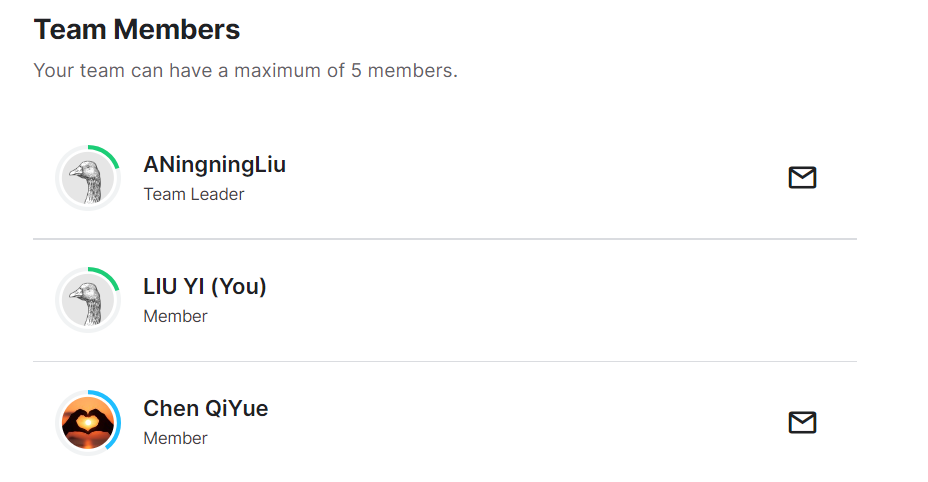 Team Members
Your team can have a maximum of 5 members.
ANingningLiu
Team Leader
LIU YI (You)
Member
Chen QiYue
Member